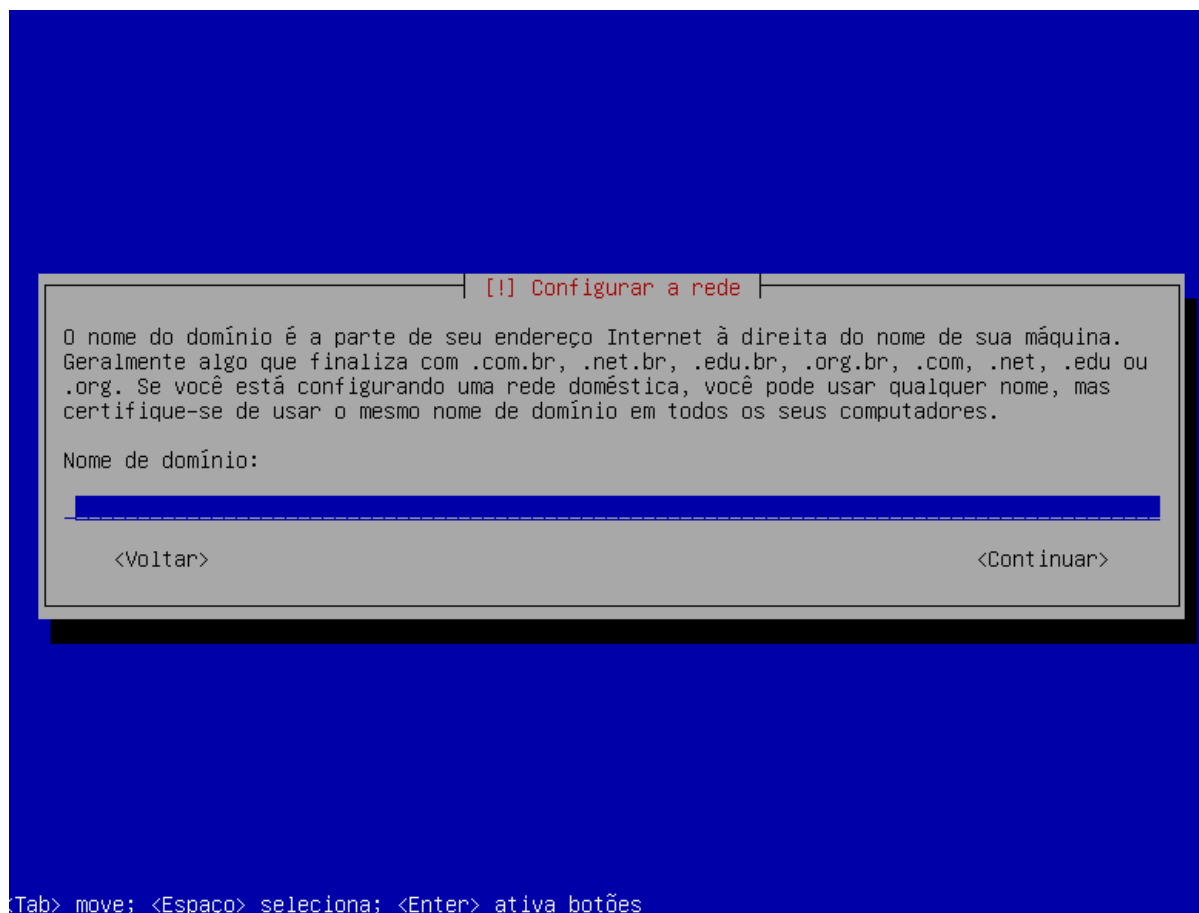 [!] Configurar a rede
O nome do domínio é a parte de seu endereço Internet à direita do nome de sua máquina.
Geralmente algo que finaliza com .com.br, .net.br, .edu.br, .org.br, .com, .net, .edu ou
.org. Se você está configurando uma rede doméstica, você pode usar qualquer nome, mas
certifique-se de usar o mesmo nome de domínio em todos os seus computadores.
Nome de domínio:
<Voltar> <Continuar>
<Tab> move; <Espaço> seleciona; <Enter> ativa botões